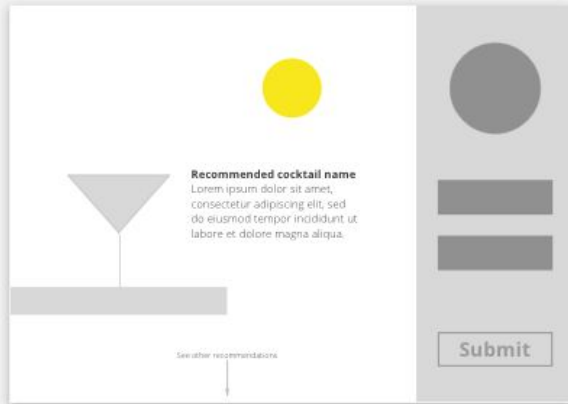 Recommended cocktail name
Lorem ipsum dolor sit amet,
consectetur adipiscing elit, sed
do eiusmod tempor incididunt ut
labore et dolore magna aliqua.
See other recommendations
Submit